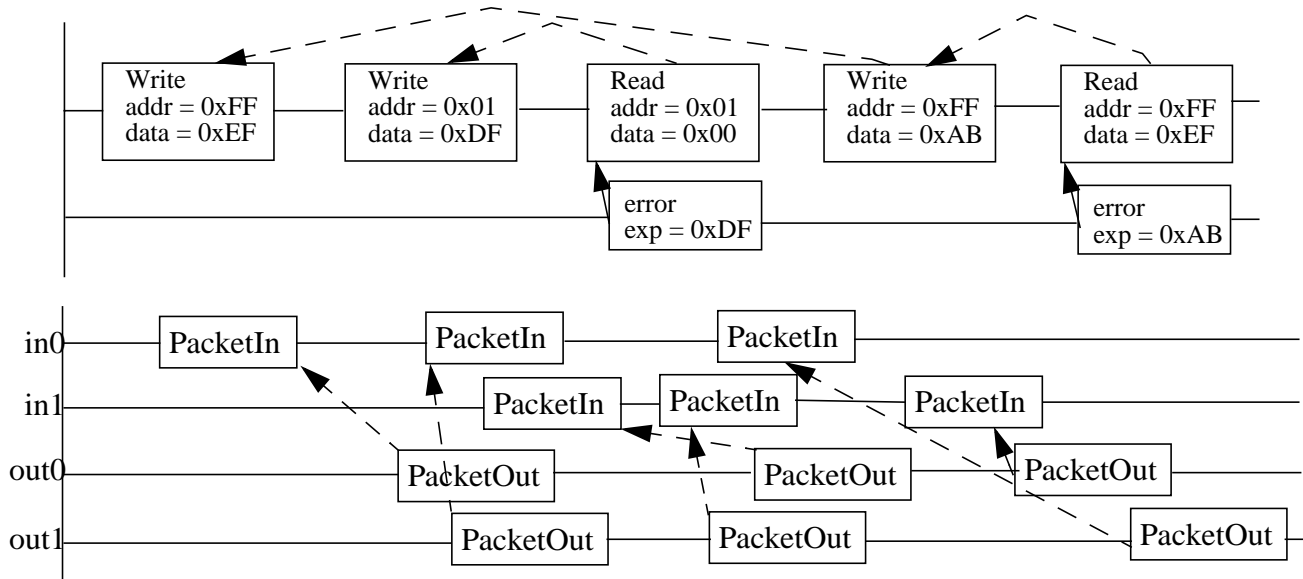 Write
addr = 0xFF
data = 0xEF
Write
addr = 0x01
data = 0xDF
Read
addr = 0x01
data = 0x00
Write
addr = 0xFF
data = 0xAB
Read
addr = 0xFF
data = 0xEF
error
exp = 0xDF
error
exp = 0xAB
in0
PacketIn
PacketIn
PacketIn
in1
PacketIn
PacketIn
PacketIn
out0
PacketOut
PacketOut
PacketOut
out1
PacketOut
PacketOut
PacketOut